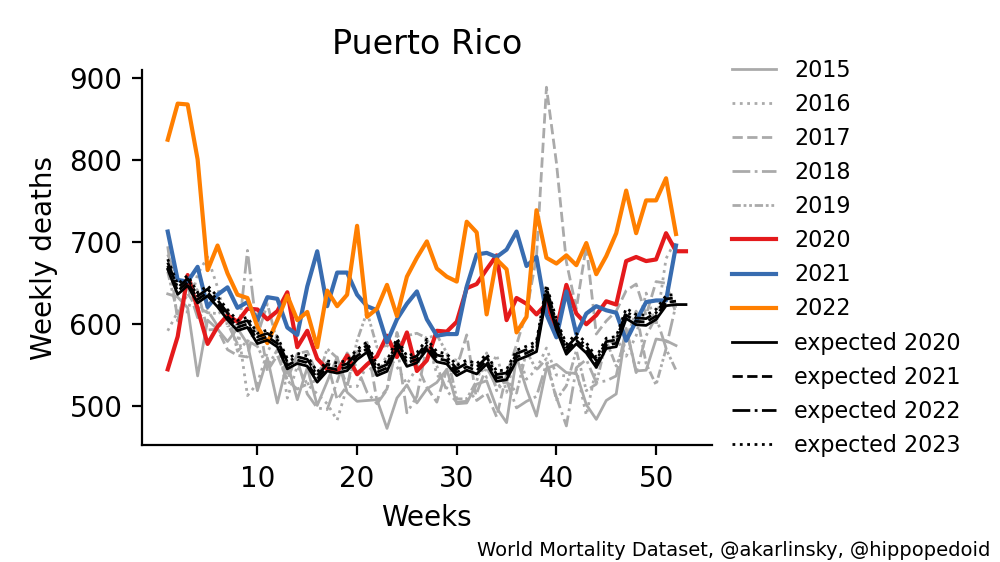 Puerto Rico
Weekly deaths
900
800
700
600
500
10
20
30
40
50
Weeks
2015
2016
2017
2018
2019
2020
2021
2022
expected 2020
expected 2021
expected 2022
expected 2023
World Mortality Dataset, @akarlinsky, @hippopedoid